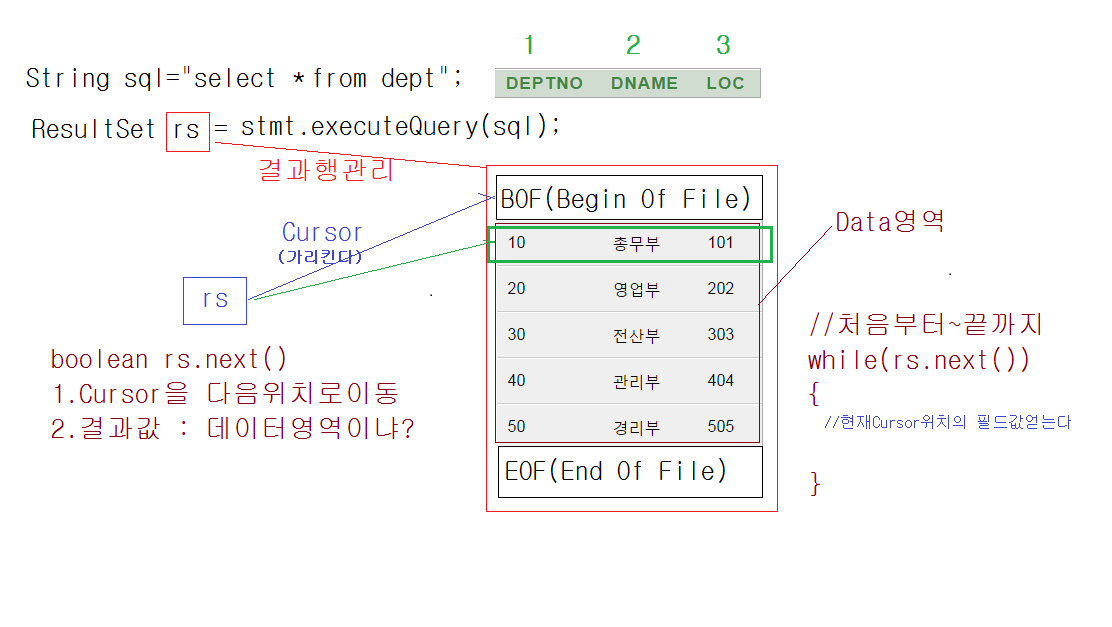 1 2 3
String sql="select * from dept";
DEPTNO DNAME LOC
ResultSet rs = stmt.executeQuery(sql);
결과행관리
BOF(Begin Of File)
Cursor
(가리킨다)
rs
10 총무부 101
20 영업부 202
30 전산부 303
40 관리부 404
50 경리부 505
EOF(End Of File)
Data영역
boolean rs.next()
1.Cursor을 다음위치로이동
2.결과값 : 데이터영역이냐?
//처음부터~끝까지
while(rs.next())
{
//현재Cursor위치의 필드값얻는다
}